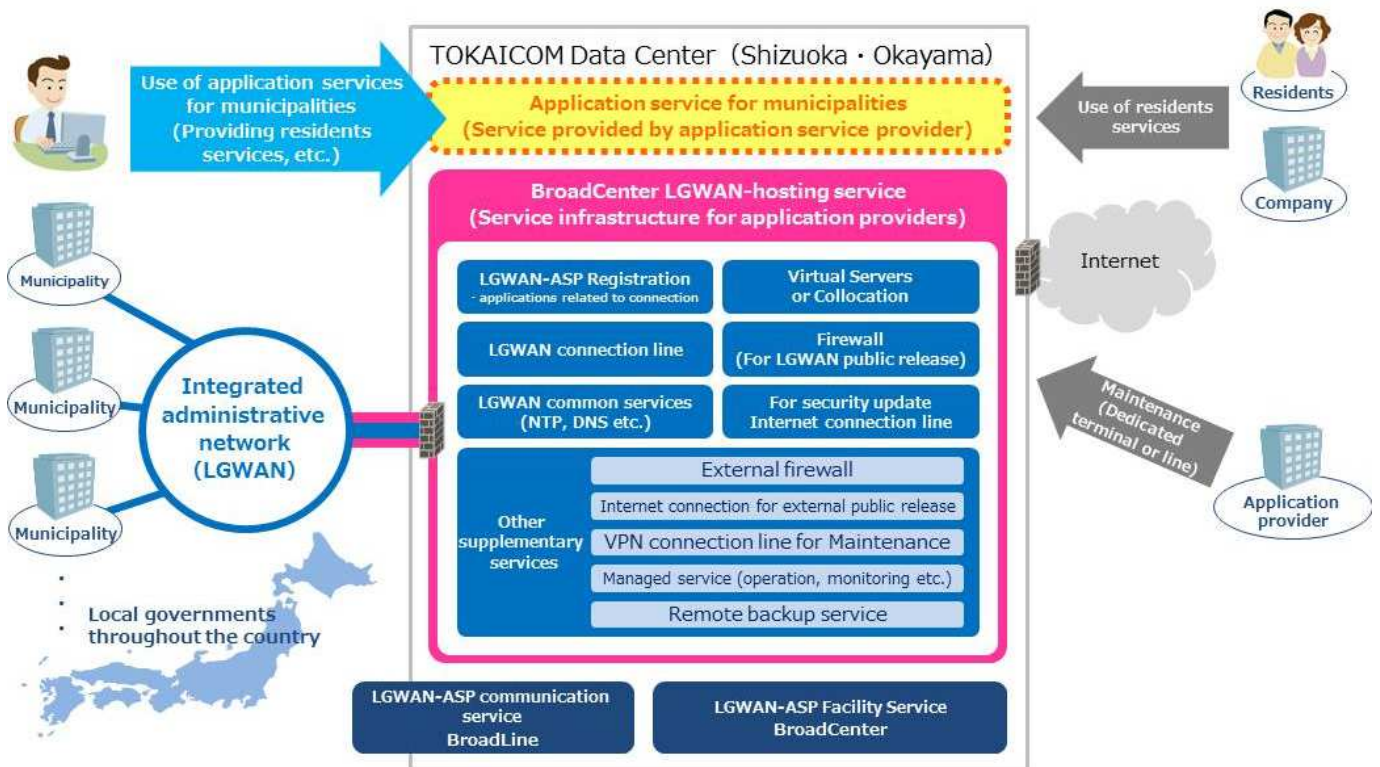 TOKAICOM Data Center（Shizuoka・Okayama）
Use of application services
for municipalities
(Providing residents
services, etc.)
Application service for municipalities
(Service provided by application service provider)
Use of residents
services
Residents
Company
BroadCenter LGWAN-hosting service
(Service infrastructure for application providers)
Internet
Municipality
Municipality
Municipality
Integrated
administrative
network
(LGWAN)
LGWAN-ASP Registration
- applications related to connection
Virtual Servers
or Collocation
LGWAN connection line
Firewall
(For LGWAN public release)
LGWAN common services
(NTP, DNS etc.)
For security update
Internet connection line
Other
supplementary
services
External firewall
Internet connection for external public release
VPN connection line for Maintenance
Managed service (operation, monitoring etc.)
Remote backup service
Maintenance
(Dedicated
terminal or line)
Application
provider
Local governments
throughout the country
LGWAN-ASP communication
service
BroadLine
LGWAN-ASP Facility Service
BroadCenter